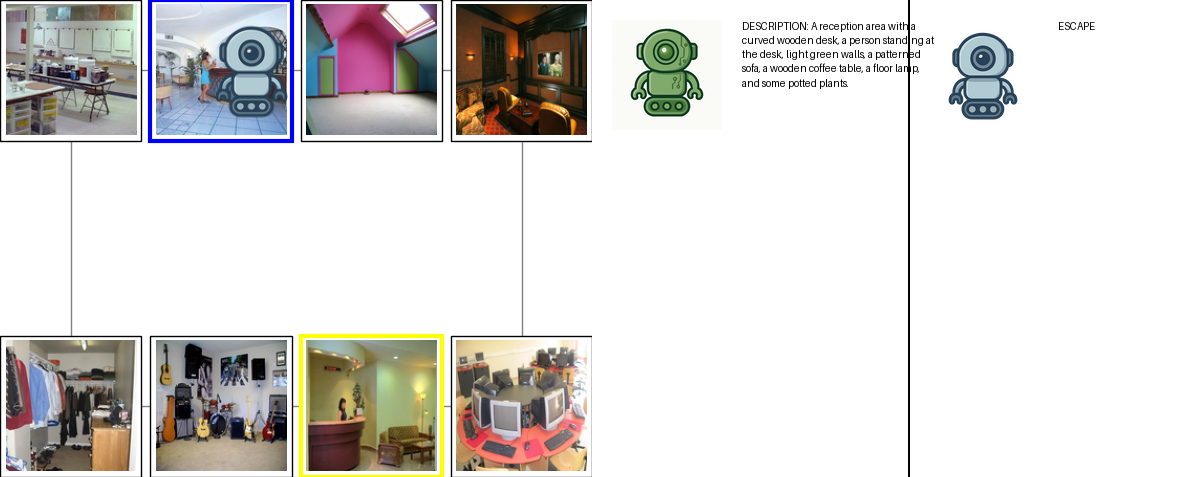 DESCRIPTION: A reception area with a
curved wooden desk, a person standing at
the desk, light green walls, a patterned
sofa, a wooden coffee table, a floor lamp,
and some potted plants.
ESCAPE